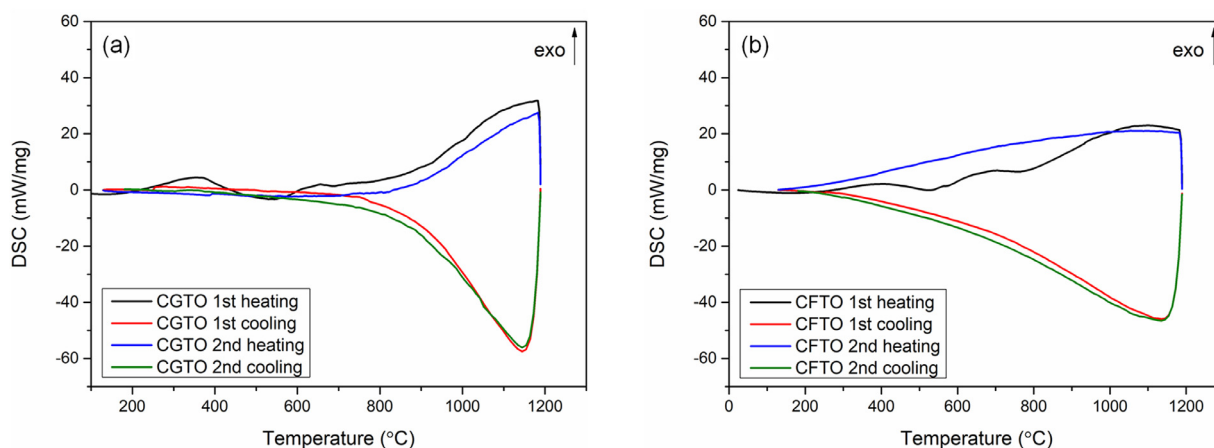 (a)
exo
60
40
20
0
-20
-40
-60
DSC (mW/mg)
CGTO 1st heating
CGTO 1st cooling
CGTO 2nd heating
CGTO 2nd cooling
200 400 600 800 1000 1200
Temperature (°C)
(b)
exo
60
40
20
0
-20
-40
-60
DSC (mW/mg)
CFTO 1st heating
CFTO 1st cooling
CFTO 2nd heating
CFTO 2nd cooling
0 200 400 600 800 1000 1200
Temperature (°C)